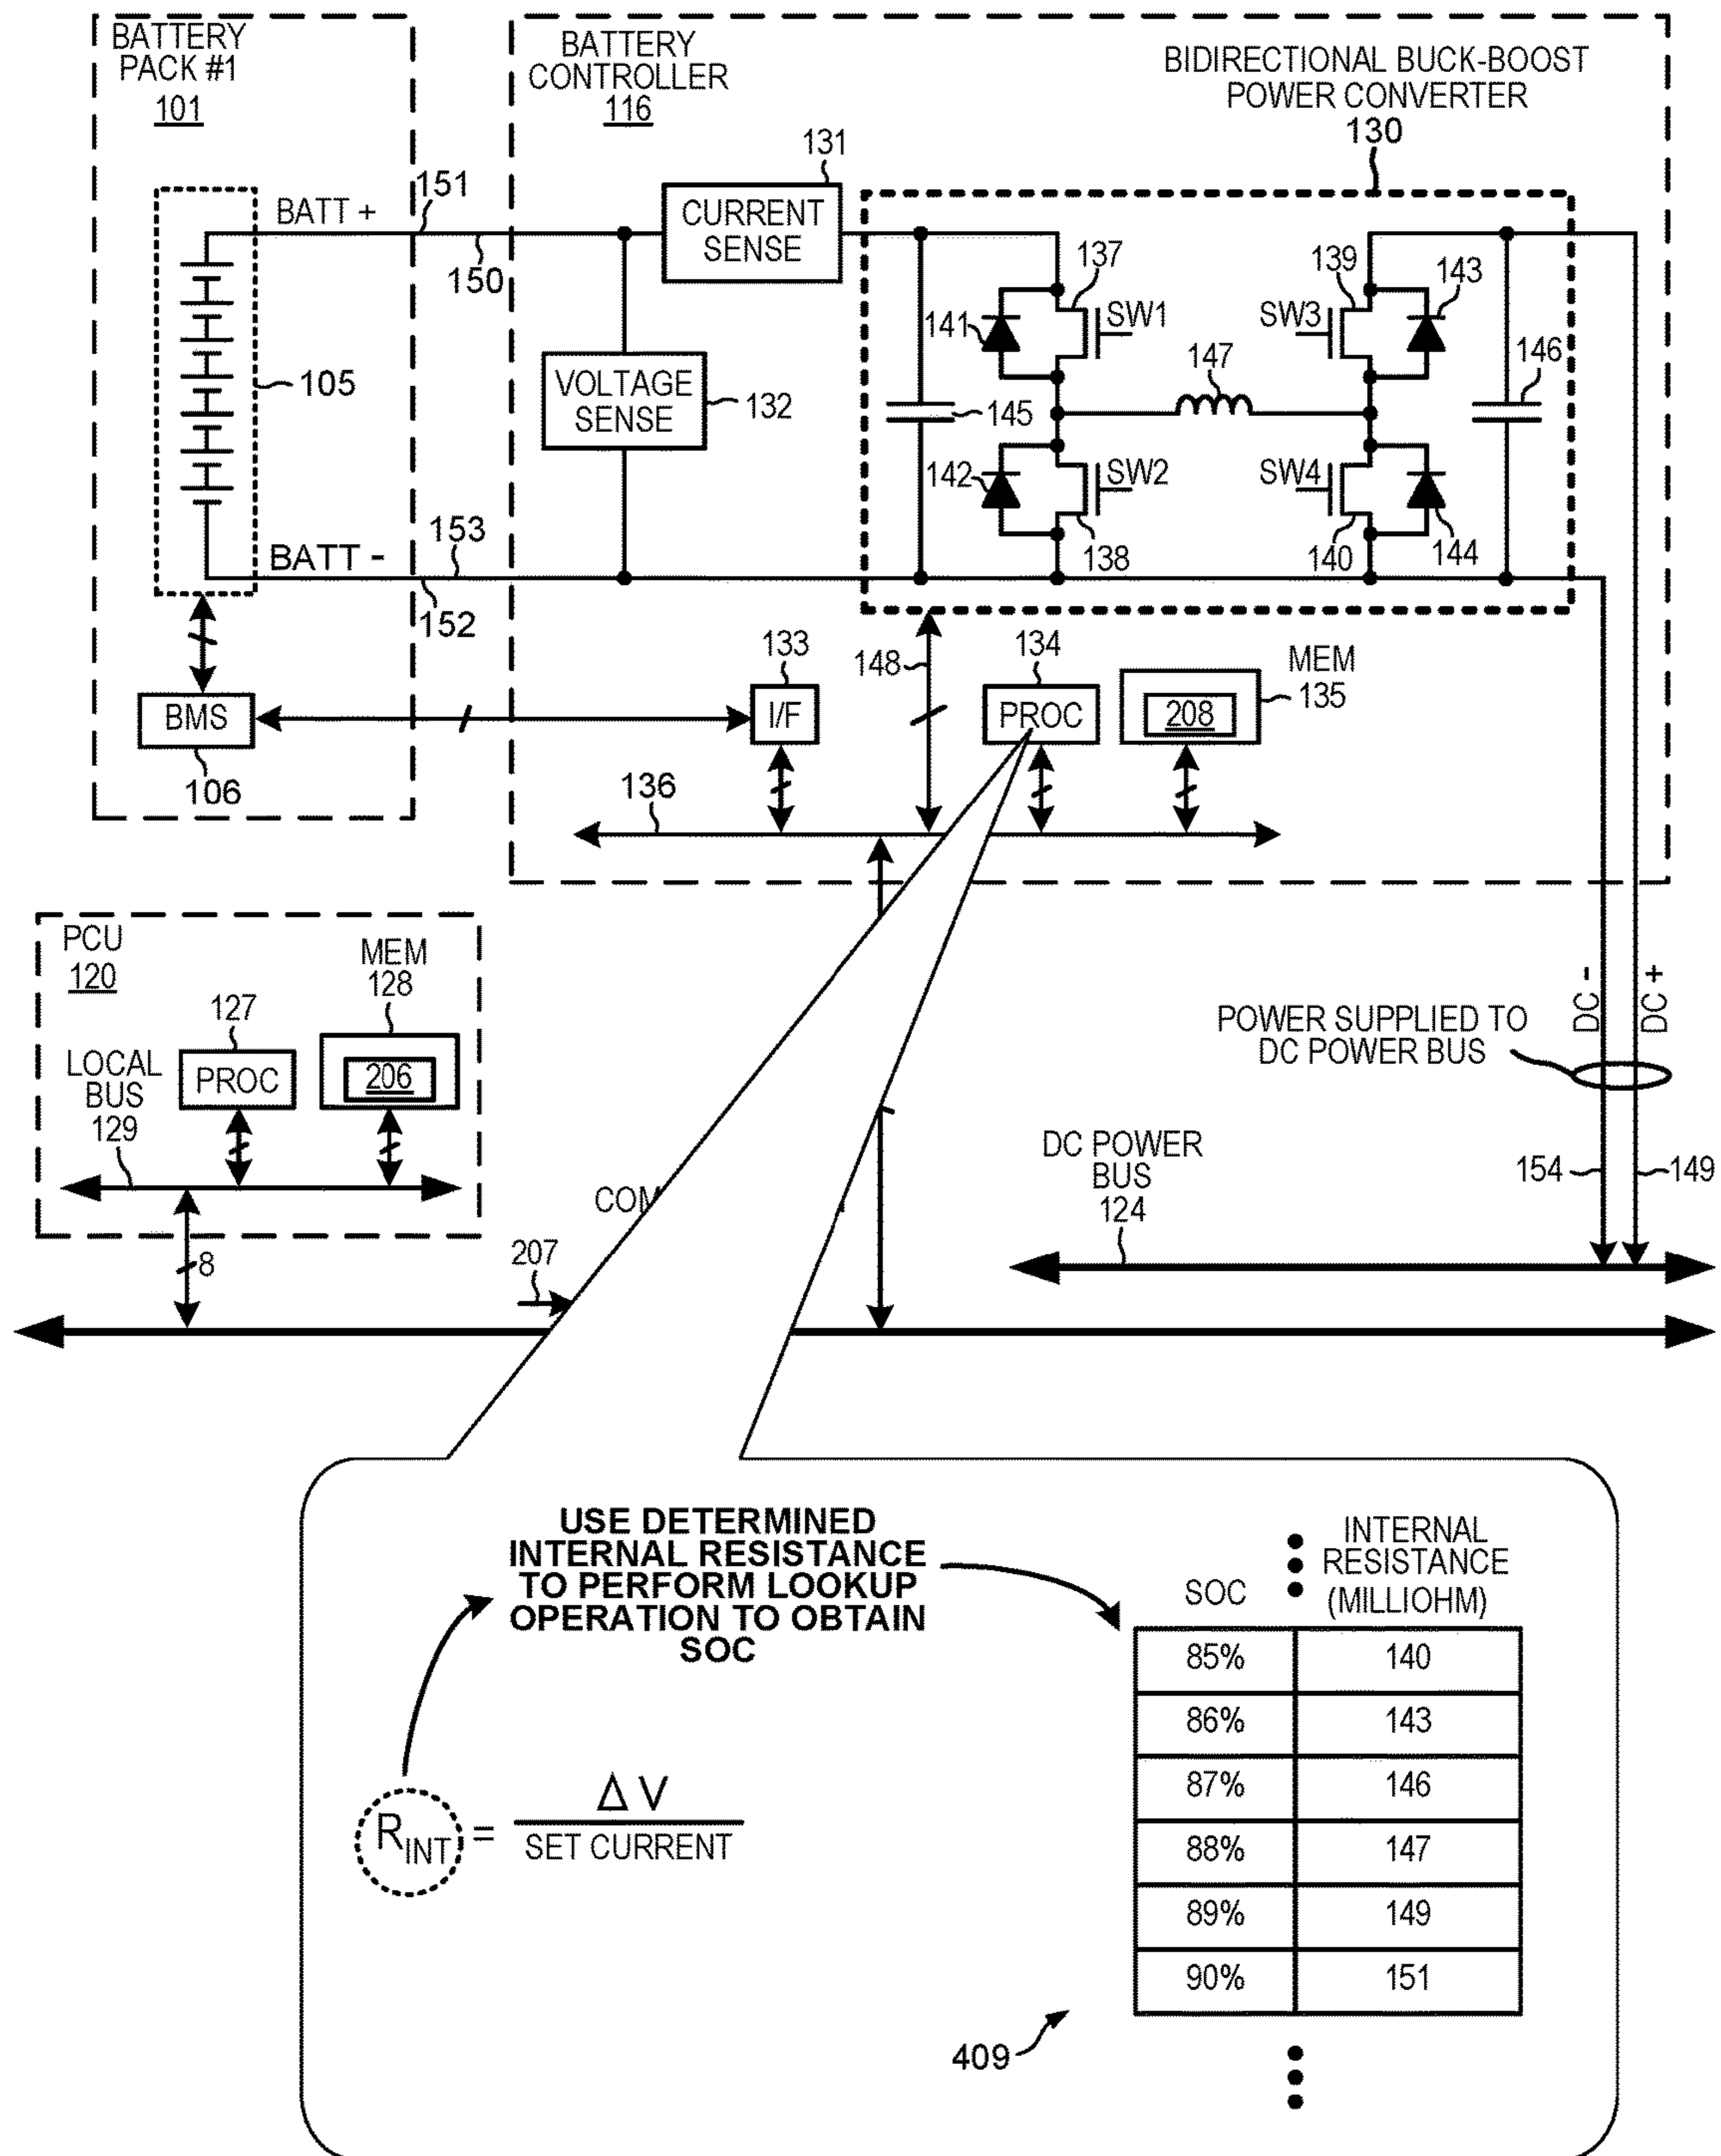 BATTERY
PACK #1
101
BATTERY
CONTROLLER
116
BIDIRECTIONAL BUCK-BOOST
POWER CONVERTER
130
131
CURRENT
SENSE
BATT +
151
150
137
139
143
141
SW1
SW3
147
146
105
VOLTAGE
SENSE
132
145
142
SW2
SW4
138
140
144
BATT -
153
152
133
148
134
MEM
135
BMS
I/F
PROC
208
106
136
PCU
120
MEM
128
127
LOCAL
BUS
129
PROC
206
DC -
DC +
POWER SUPPLIED TO
DC POWER BUS
DC POWER
BUS
124
154
149
8
207
USE DETERMINED
INTERNAL RESISTANCE
TO PERFORM LOOKUP
OPERATION TO OBTAIN
SOC
RINT = Δ V
SET CURRENT
SOC
INTERNAL
RESISTANCE
(MILLIOHM)
85% 140
86% 143
87% 146
88% 147
89% 149
90% 151
409